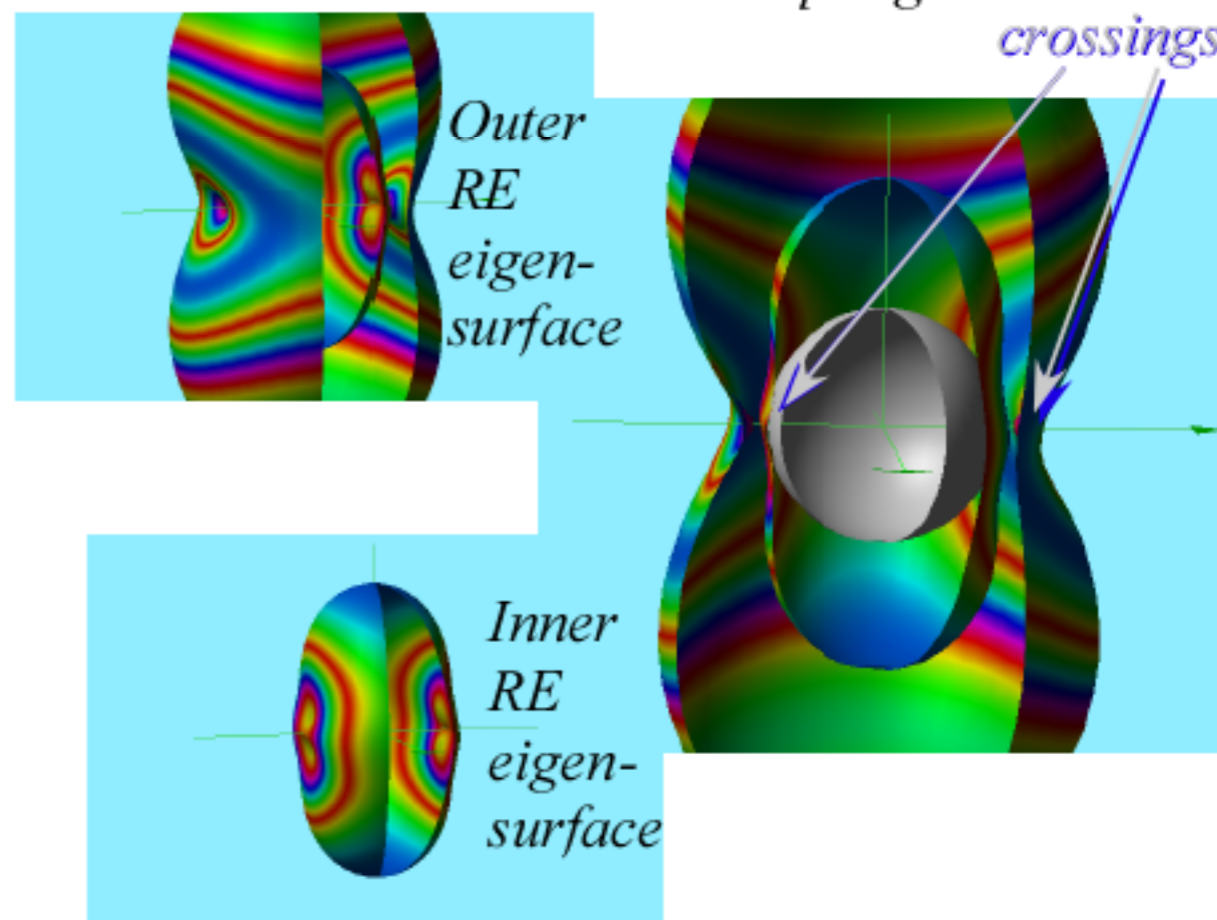 crossings
Outer
RE
eigen-
surface
Inner
RE
eigen-
surface